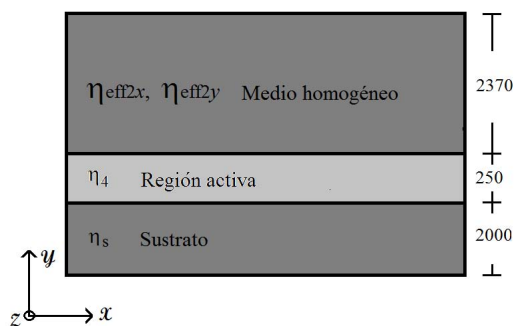 ηeff2x, ηeff2y Medio homogéneo
2370
η4 Región activa
250
ηs Sustrato
2000
y
z
x